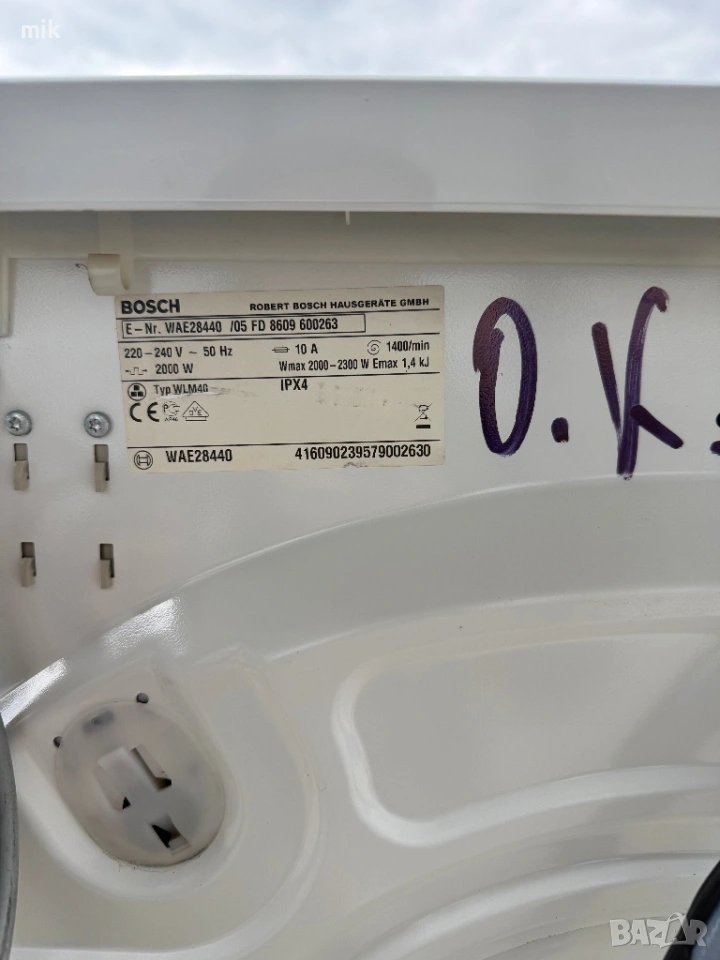 mik
BOSCH ROBERT BOSCH HAUSGERÄTE GMBH
E-Nr. WAE28440 /05 FD 8609 600263
220-240 V ~ 50 Hz 10 A 1400/min
2000 W Wmax 2000-2300 W Emax 1,4 kJ
Typ WLM40 IPX4
CE
WAE28440 416090239579002630
O.K.
BAZAR